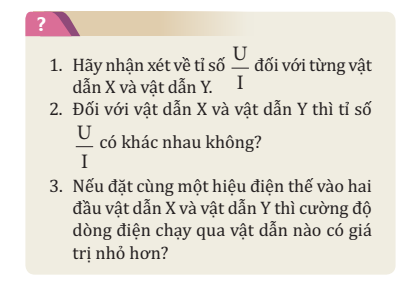 ?
1. Hãy nhận xét về tỉ số U/I đối với từng vật
dẫn X và vật dẫn Y.
2. Đối với vật dẫn X và vật dẫn Y thì tỉ số
U/I có khác nhau không?
3. Nếu đặt cùng một hiệu điện thế vào hai
đầu vật dẫn X và vật dẫn Y thì cường độ
dòng điện chạy qua vật dẫn nào có giá
trị nhỏ hơn?